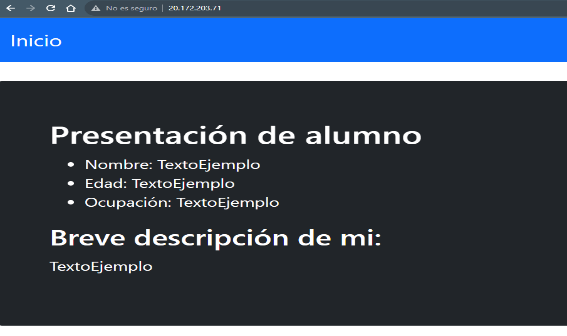 No es seguro | 20.172.203.71
Inicio
Presentación de alumno
Nombre: TextoEjemplo
Edad: TextoEjemplo
Ocupación: TextoEjemplo
Breve descripción de mi:
TextoEjemplo